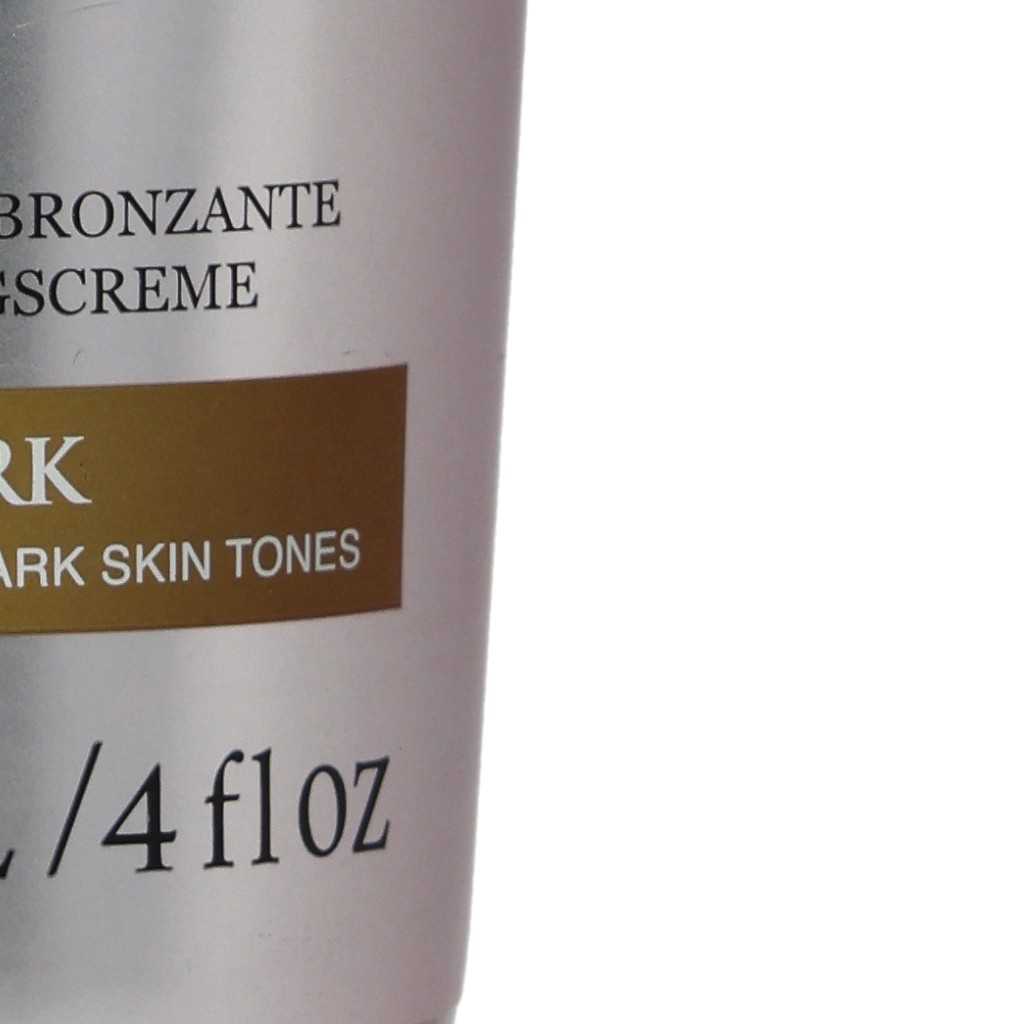 BRONZANTE
GSCREME
RK
ARK SKIN TONES
L /4 fl oz